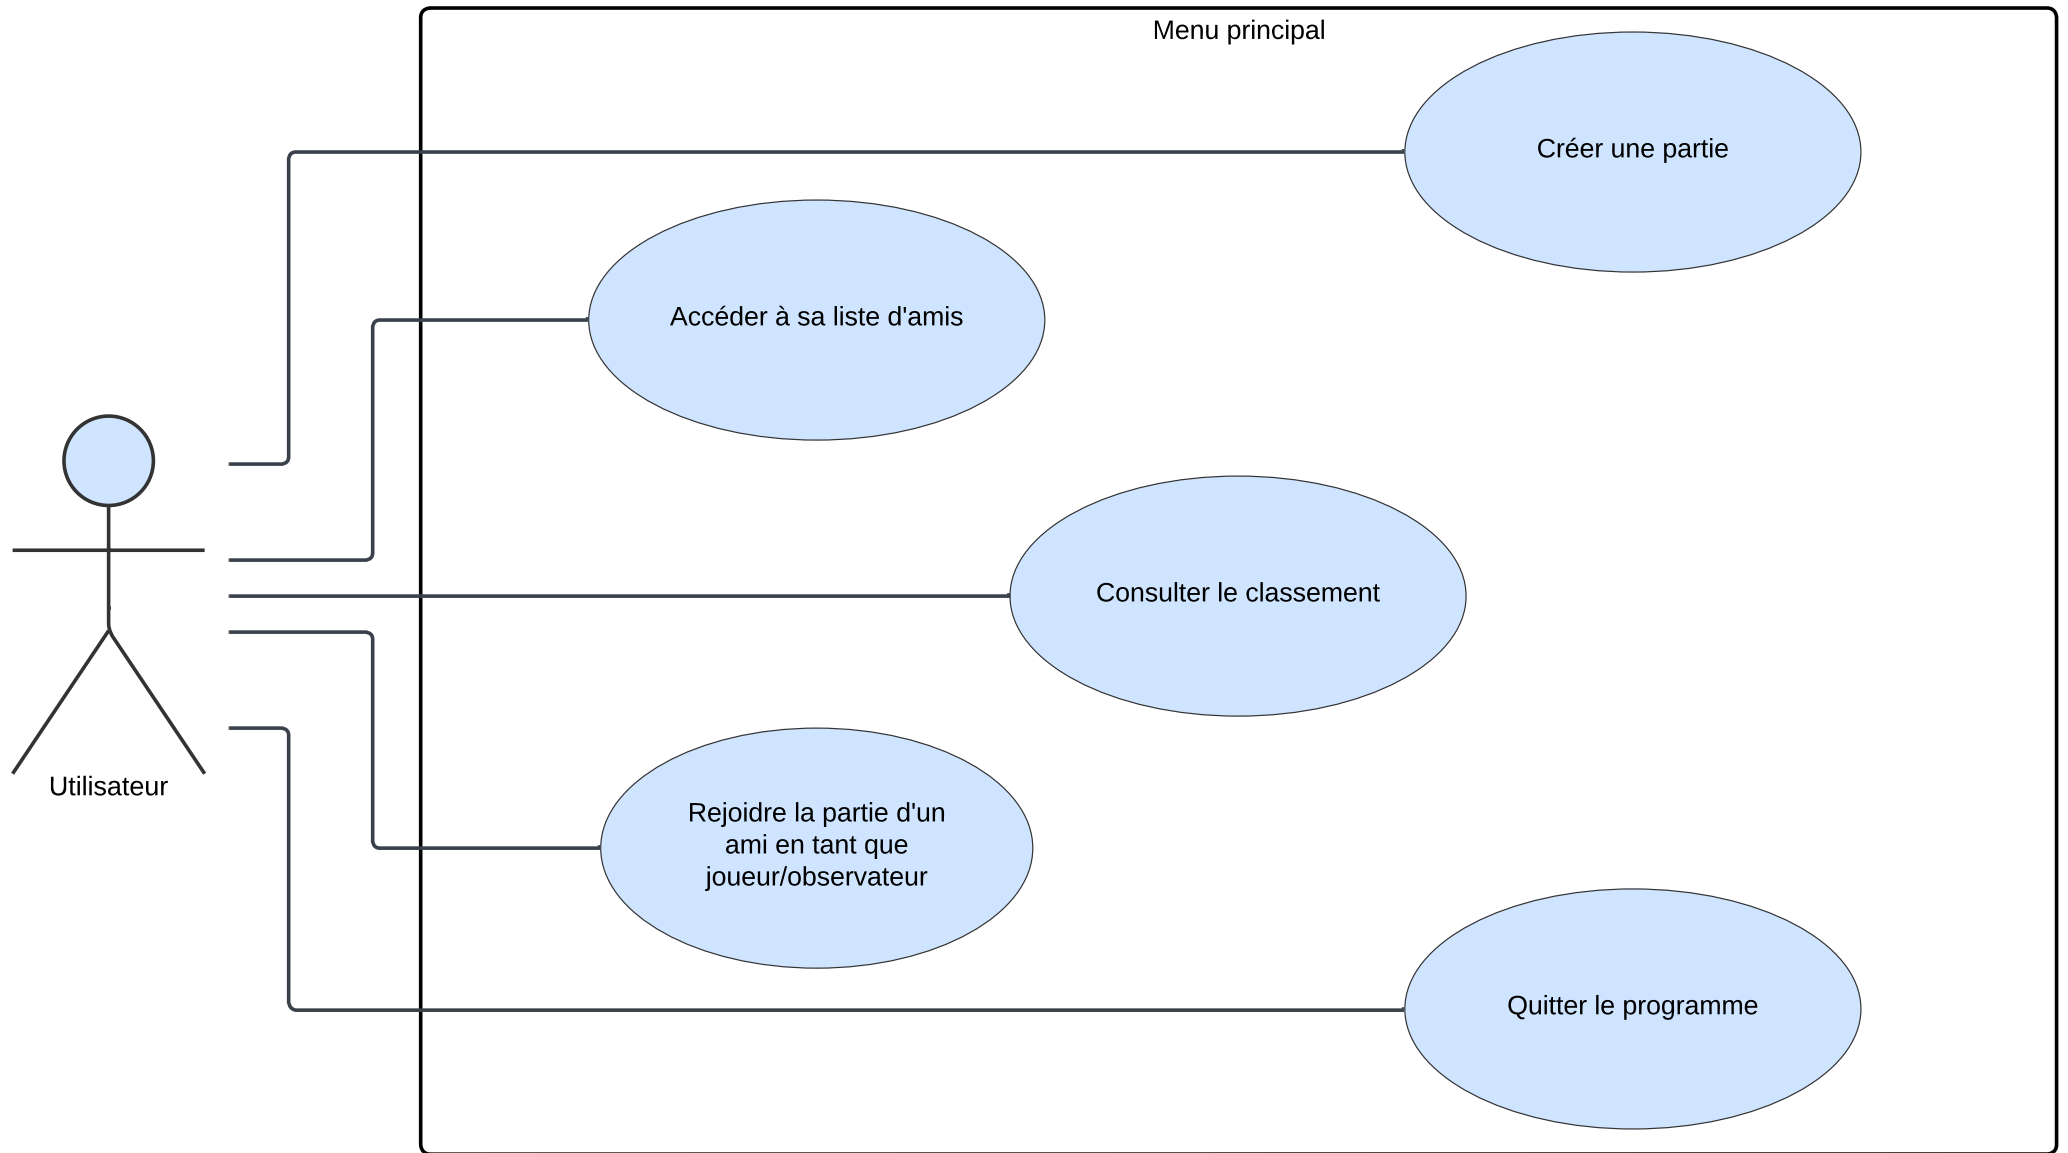 Menu principal
Créer une partie
Accéder à sa liste d'amis
Consulter le classement
Utilisateur
Rejoidre la partie d'un
ami en tant que
joueur/observateur
Quitter le programme